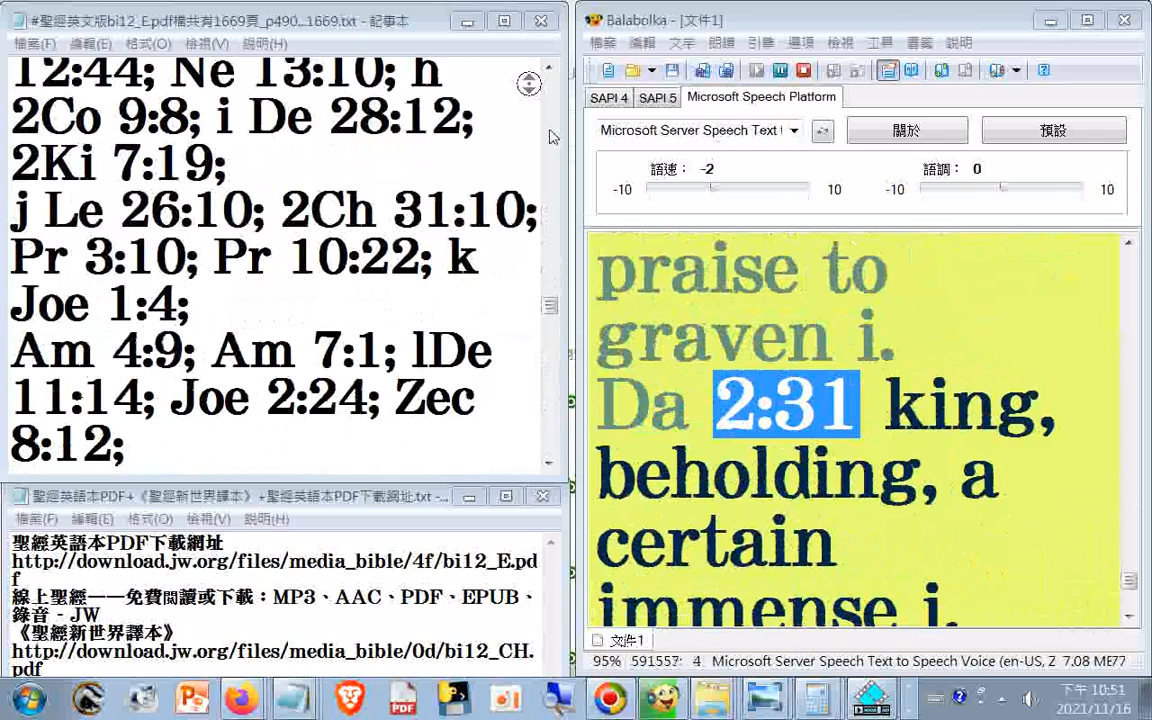 #聖經英文版bi12_Epdf檔共有1669頁_p490...1669.txt - 記事本
檔案(F) 編輯(E) 格式(O) 檢視(V) 說明(H)
12:44; Ne 13:10; h
2Co 9:8; i De 28:12;
2Ki 7:19;
j Le 26:10; 2Ch 31:10;
Pr 3:10; Pr 10:22; k
Joe 1:4;
Am 4:9; Am 7:1; lDe
11:14; Joe 2:24; Zec
8:12;
聖經英語本PDF+《聖經新世界譯本》+聖經英語本PDF下載網址.txt -...
檔案(F) 編輯(E) 格式(O) 檢視(V) 說明(H)
聖經英語本PDF下載網址
http://download.jw.org/files/media_bible/4f/bi12_E.pd
f
線上聖經——免費閱讀或下載：MP3、AAC、PDF、EPUB、
錄音 - JW
《聖經新世界譯本》
http://download.jw.org/files/media_bible/0d/bi12_CH.
pdf
Balabolka - [文件1]
檔案 編輯 文字 朗讀 引擎 選項 檢視 工具 書籤 說明
SAPI 4 SAPI 5 Microsoft Speech Platform
Microsoft Server Speech Text 關於 預設
語速： -2 語調： 0
-10 10 -10 10
praise to
graven i.
Da 2:31 king,
beholding, a
certain
immense i.
文件1
95% 591557: 4 Microsoft Server Speech Text to Speech Voice (en-US, Z 7.08 ME77
PDF
下午 10:51
2021/11/16